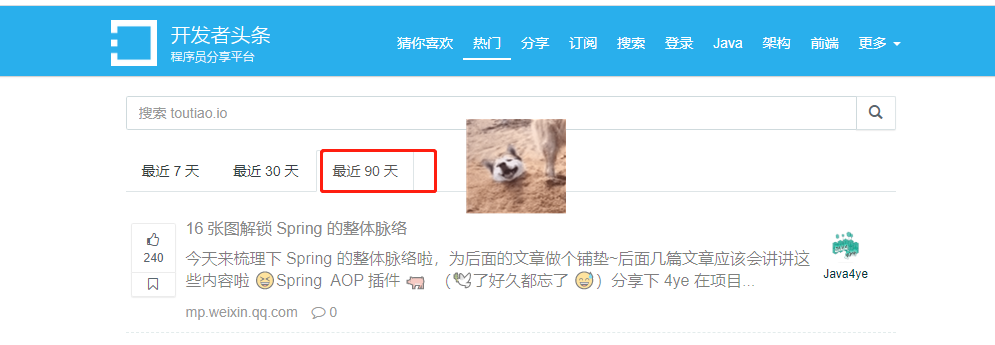 开发者头条
程序员分享平台
猜你喜欢 热门 分享 订阅 搜索 登录 Java 架构 前端 更多
搜索 toutiao.io
最近 7 天 最近 30 天 最近 90 天
16 张图解锁 Spring 的整体脉络
240
今天来梳理下 Spring 的整体脉络啦，为后面的文章做个铺垫~后面几篇文章应该会讲讲这
些内容啦 😆Spring AOP 插件 🐖 （🕊了好久都忘了 😅）分享下 4ye 在项目...
Java4ye
mp.weixin.qq.com 0